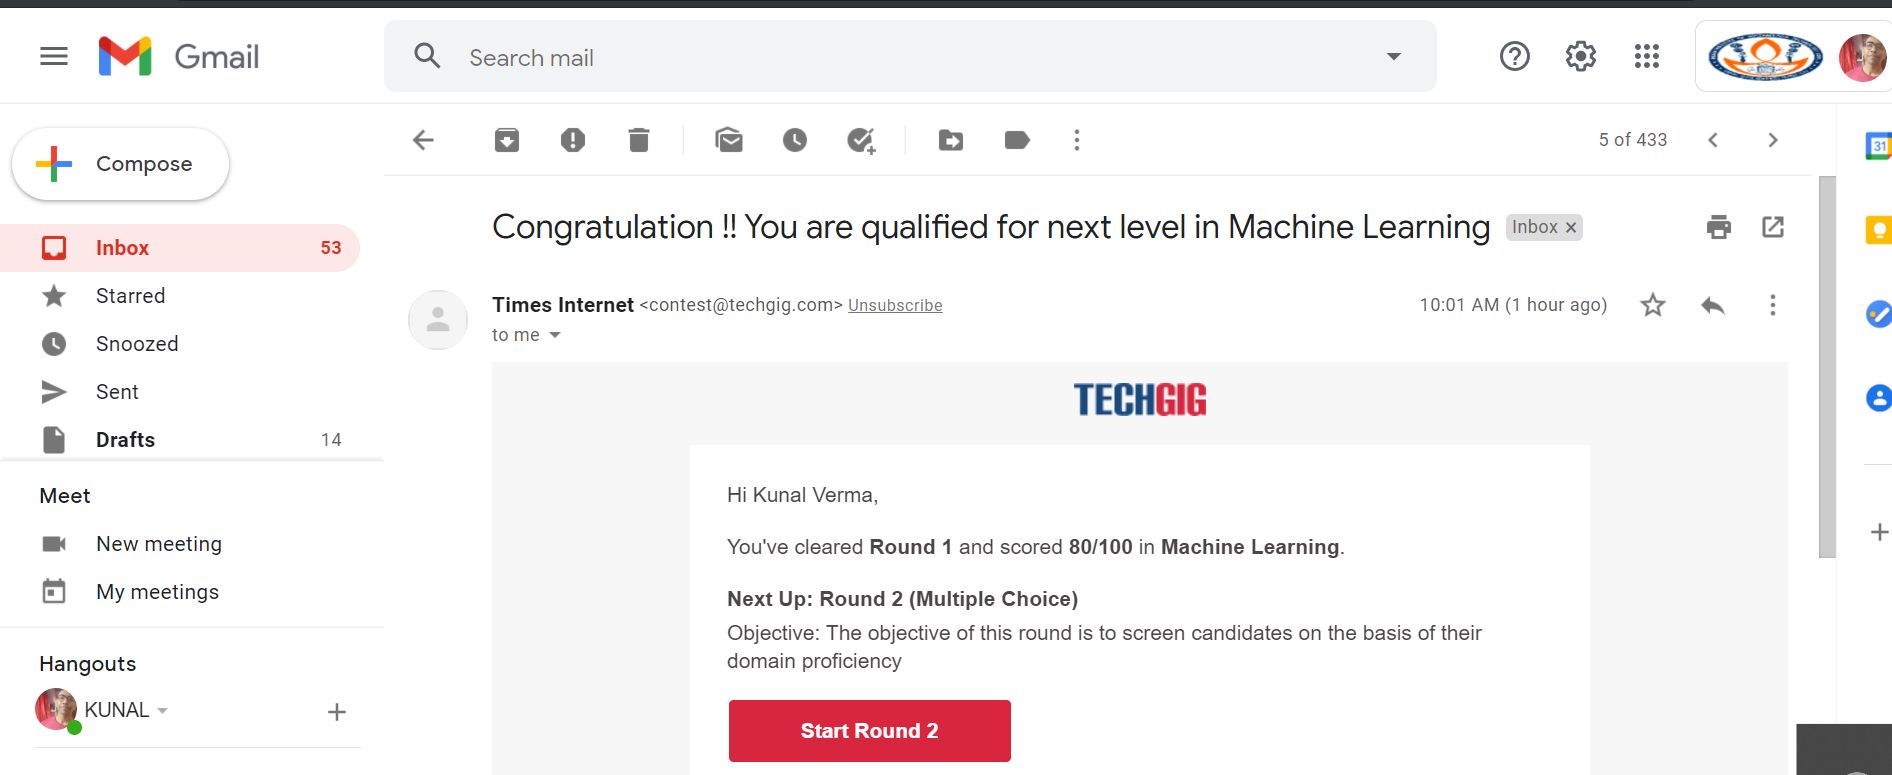 Gmail
Search mail
Compose
5 of 433
Inbox 53
Starred
Snoozed
Sent
Drafts 14
Meet
New meeting
My meetings
Hangouts
KUNAL
Congratulation !! You are qualified for next level in Machine Learning Inbox ×
Times Internet <contest@techgig.com> Unsubscribe 10:01 AM (1 hour ago)
to me
TECHGIG
Hi Kunal Verma,
You've cleared Round 1 and scored 80/100 in Machine Learning.
Next Up: Round 2 (Multiple Choice)
Objective: The objective of this round is to screen candidates on the basis of their
domain proficiency
Start Round 2
31